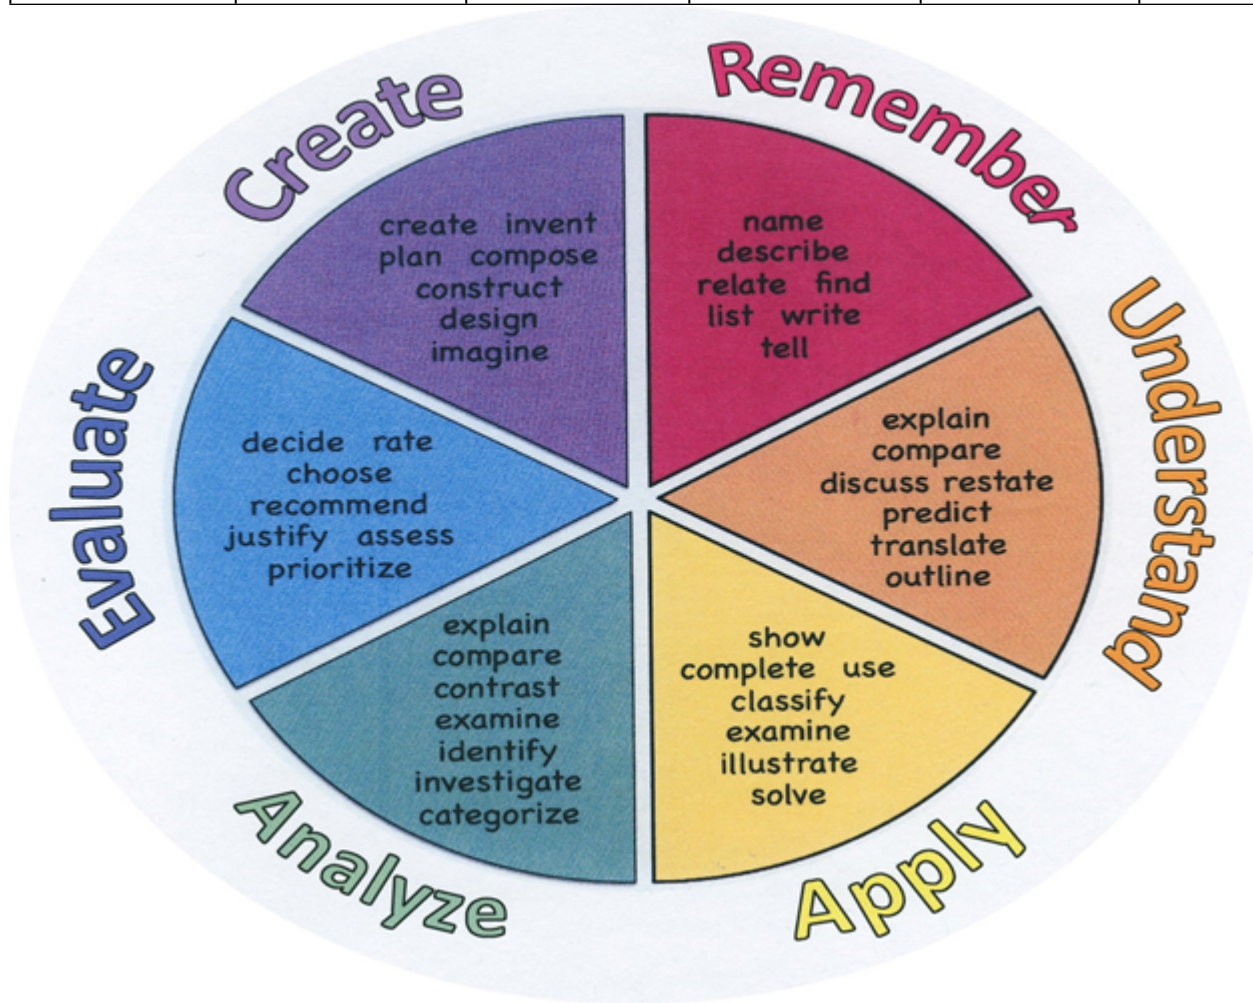 Remember
name
describe
relate find
list write
tell
Understand
explain
compare
discuss restate
predict
translate
outline
Apply
show
complete use
classify
examine
illustrate
solve
Analyze
explain
compare
contrast
examine
identify
investigate
categorize
Evaluate
decide rate
choose
recommend
justify assess
prioritize
Create
create invent
plan compose
construct
design
imagine